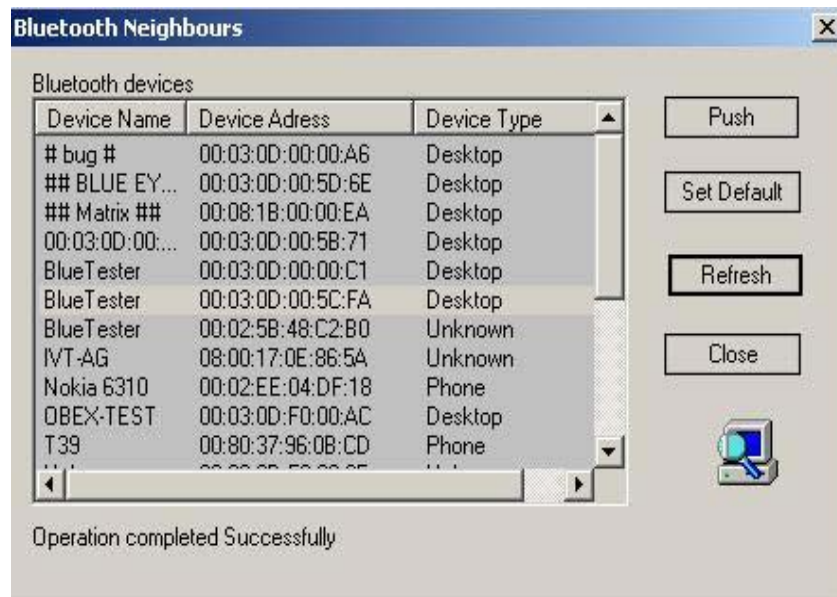 Bluetooth Neighbours
Bluetooth devices
Device Name Device Adress Device Type
# bug # 00:03:0D:00:00:A6 Desktop
## BLUE EY... 00:03:0D:00:5D:6E Desktop
## Matrix ## 00:08:1B:00:00:EA Desktop
00:03:0D:00:... 00:03:0D:00:5B:71 Desktop
BlueTester 00:03:0D:00:00:C1 Desktop
BlueTester 00:03:0D:00:5C:FA Desktop
BlueTester 00:02:5B:48:C2:B0 Unknown
IVT-AG 08:00:17:0E:86:5A Unknown
Nokia 6310 00:02:EE:04:DF:18 Phone
OBEX-TEST 00:03:0D:F0:00:AC Desktop
T39 00:80:37:96:0B:CD Phone
Push
Set Default
Refresh
Close
Operation completed Successfully